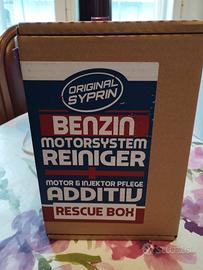 ORIGINAL
SYPRIN
BENZIN
MOTORSYSTEM
REINIGER
MOTOR & INJEKTOR PFLEGE
ADDITIV
RESCUE BOX